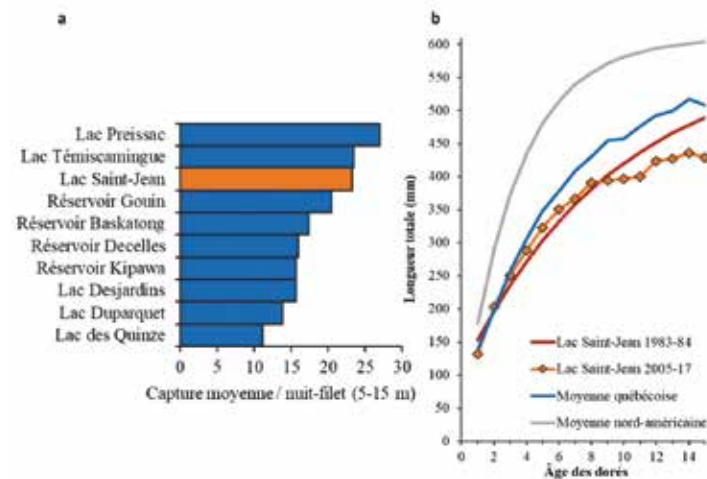 a
Lac Preissac
Lac Témiscamingue
Lac Saint-Jean
Réservoir Gouin
Réservoir Baskatong
Réservoir Decelles
Réservoir Kipawa
Lac Desjardins
Lac Duparquet
Lac des Quinze
0 5 10 15 20 25 30
Capture moyenne / nuit-filet (5-15 m)
b
Longueur totale (mm)
600
550
500
450
400
350
300
250
200
150
100
50
0
Lac Saint-Jean 1983-84
Lac Saint-Jean 2005-17
Moyenne québécoise
Moyenne nord-américaine
0 2 4 6 8 10 12 14
Âge des dorés